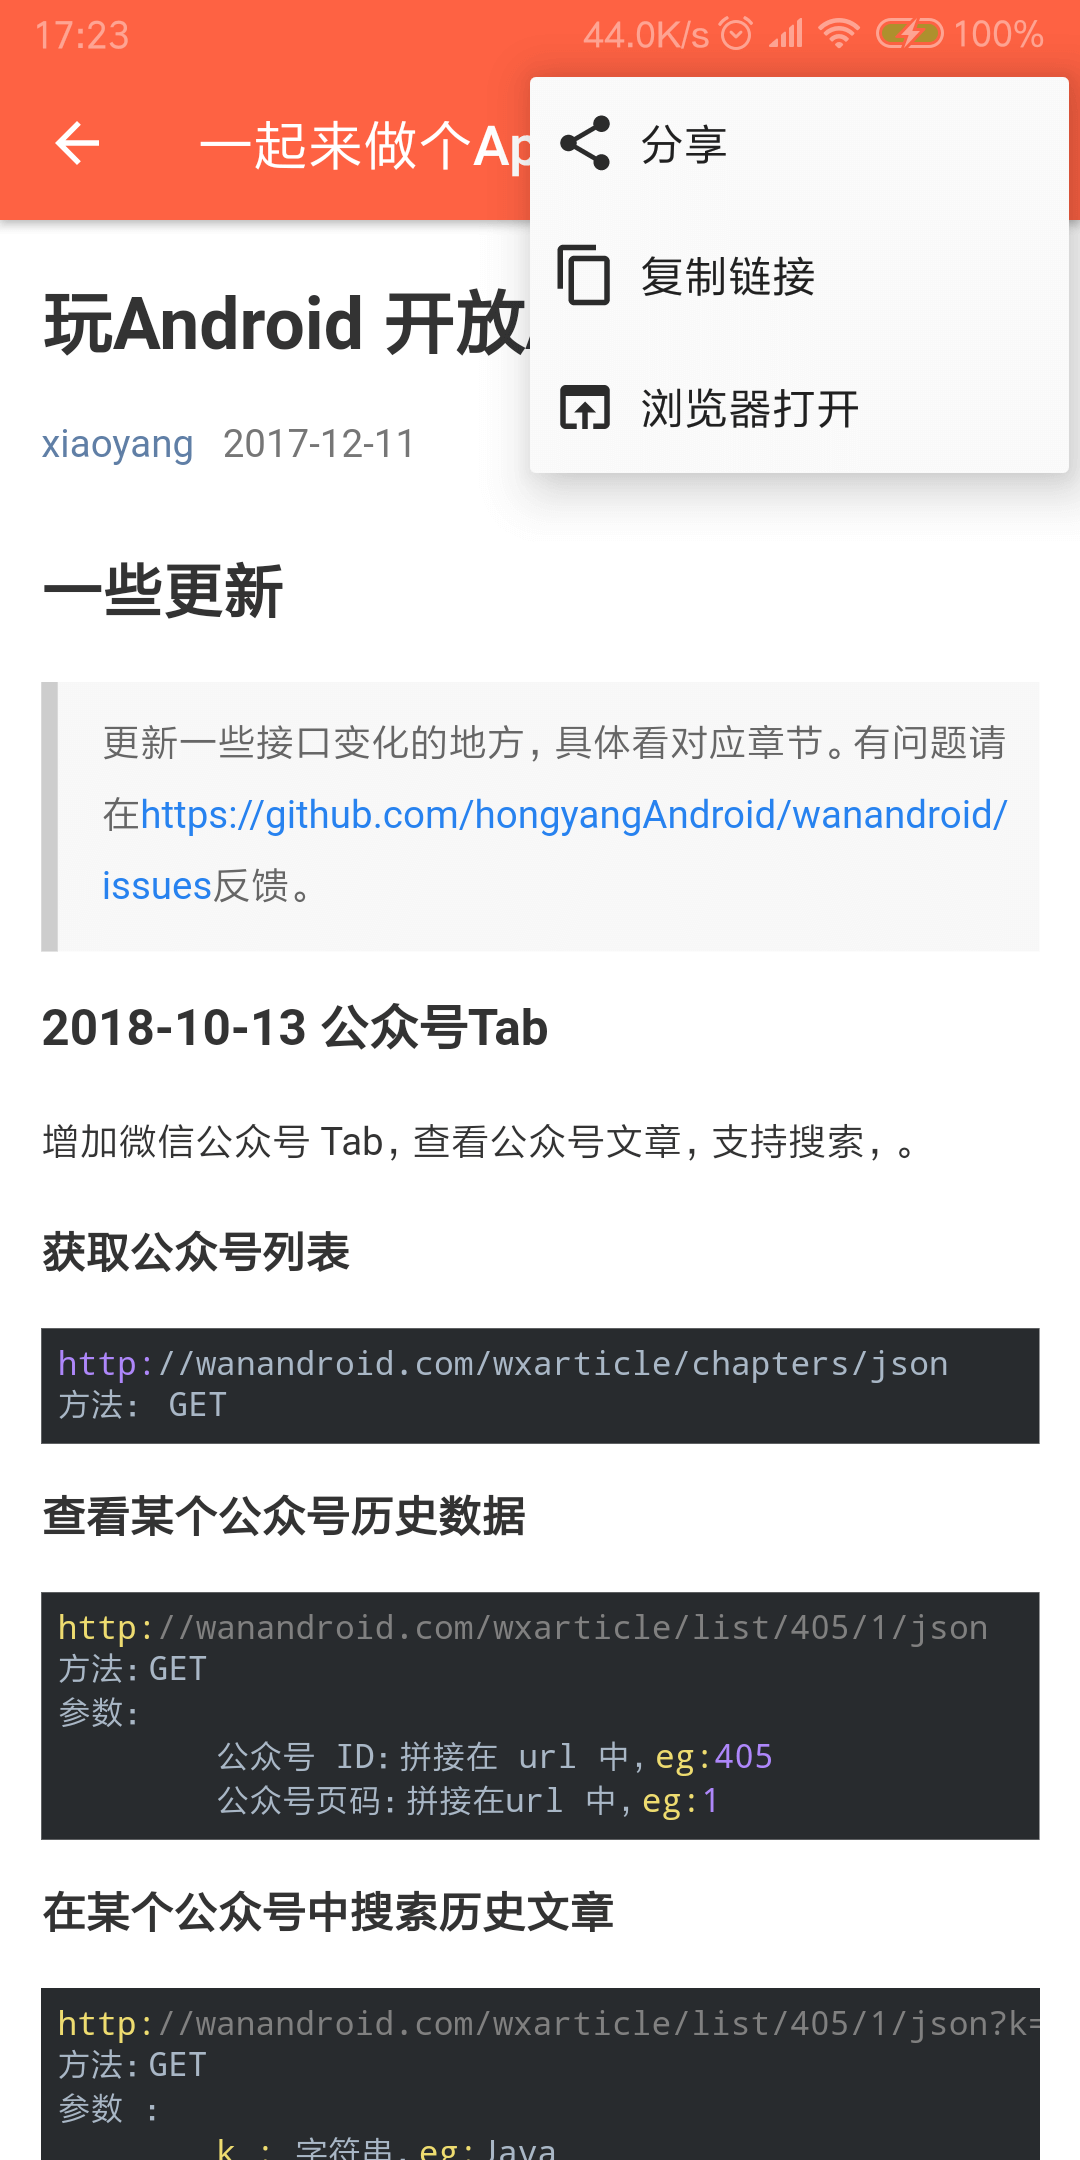 17:23 44.0K/s 100%
一起来做个Ap
分享
复制链接
浏览器打开
玩Android 开放
xiaoyang 2017-12-11
一些更新
更新一些接口变化的地方，具体看对应章节。有问题请
在https://github.com/hongyangAndroid/wanandroid/
issues反馈。
2018-10-13 公众号Tab
增加微信公众号 Tab，查看公众号文章，支持搜索，。
获取公众号列表
http://wanandroid.com/wxarticle/chapters/json
方法： GET
查看某个公众号历史数据
http://wanandroid.com/wxarticle/list/405/1/json
方法：GET
参数：
公众号 ID：拼接在 url 中，eg:405
公众号页码：拼接在url 中，eg:1
在某个公众号中搜索历史文章
http://wanandroid.com/wxarticle/list/405/1/json?k=
方法：GET
参数 ：
k : 字符串，eg:Java